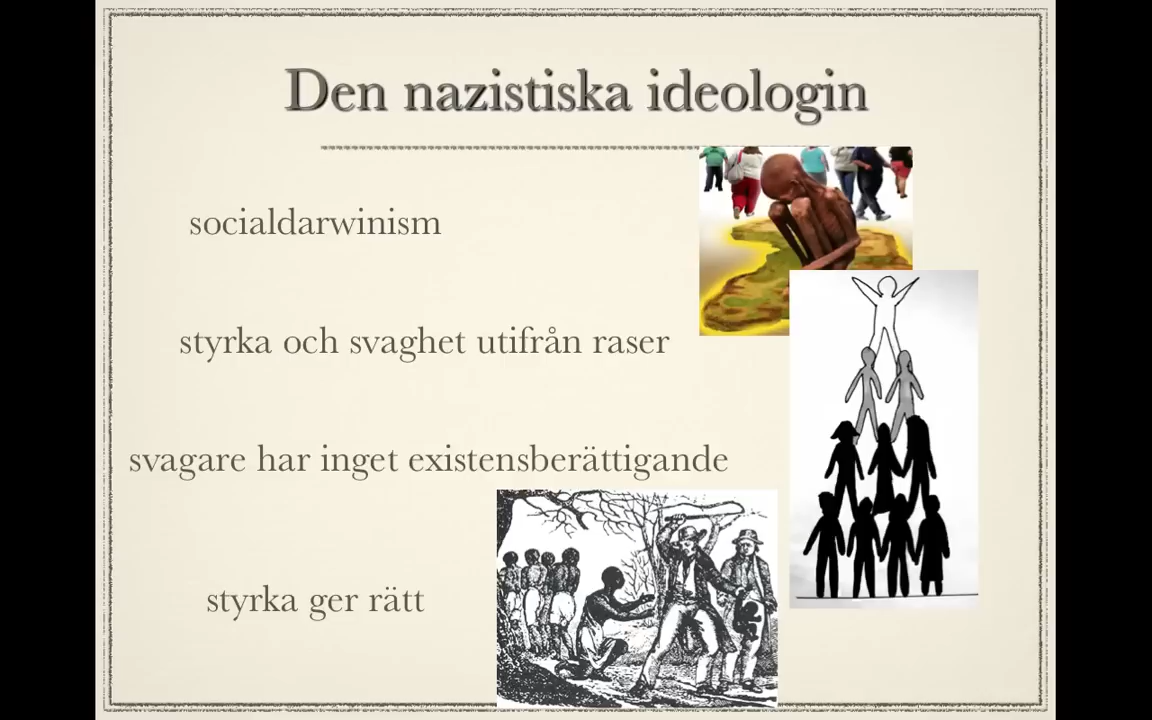 Den nazistiska ideologin
socialdarwinism
styrka och svaghet utifrån raser
svagare har inget existensberättigande
styrka ger rätt